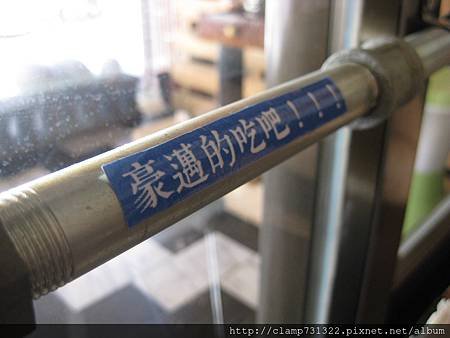 豪邁的吃吧！！！
http://clamp731322.pixnet.net/album